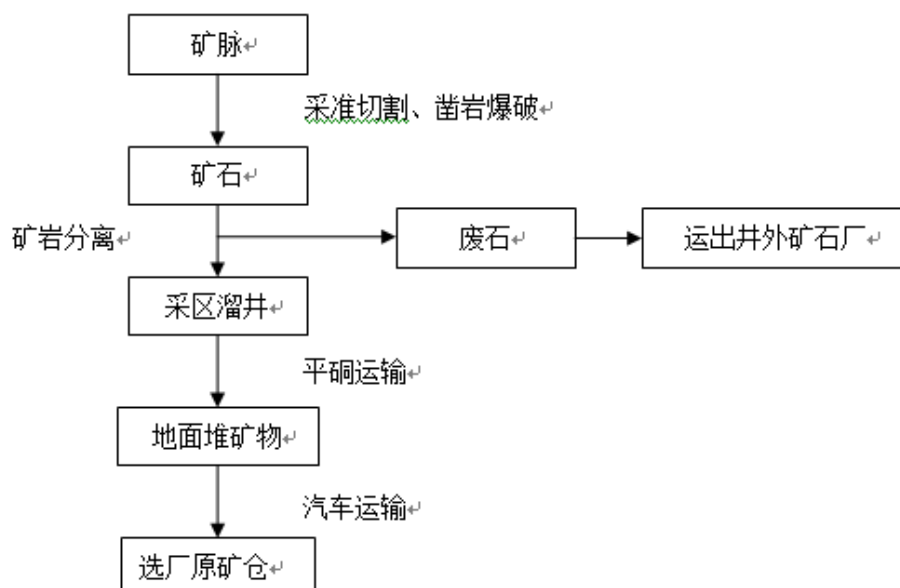 矿脉
采准切割、凿岩爆破
矿石
矿岩分离
废石
运出井外矿石厂
采区溜井
平硐运输
地面堆矿物
汽车运输
选厂原矿仓